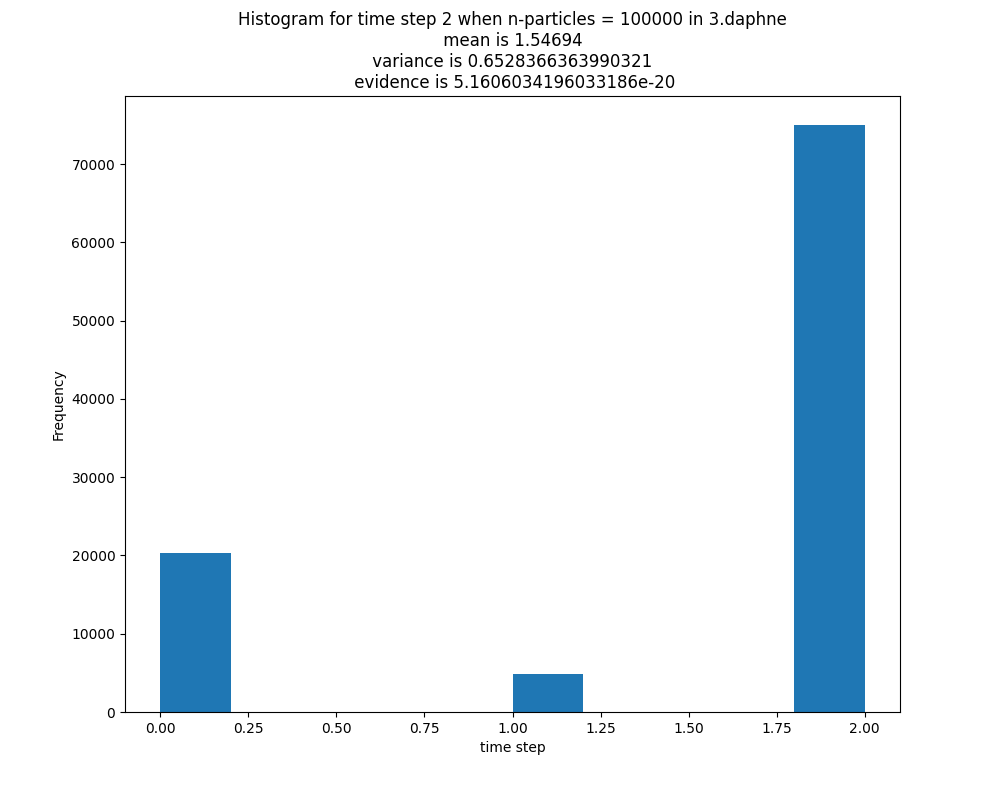 Histogram for time step 2 when n-particles = 100000 in 3.daphne
mean is 1.54694
variance is 0.6528366363990321
evidence is 5.1606034196033186e-20
70000
60000
50000
40000
30000
20000
10000
0
Frequency
0.00 0.25 0.50 0.75 1.00 1.25 1.50 1.75 2.00
time step